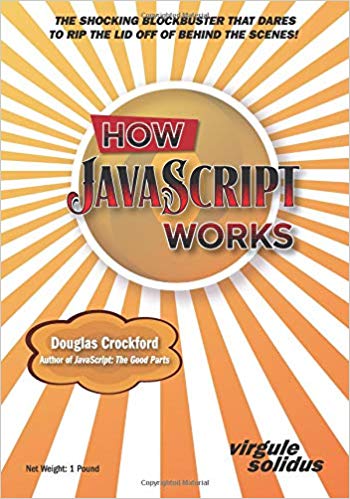 THE SHOCKING BLOCKBUSTER THAT DARES
TO RIP THE LID OFF OF BEHIND THE SCENES!
HOW
JAVASCRIPT
WORKS
Douglas Crockford
Author of JavaScript: The Good Parts
Net Weight: 1 Pound
virgule
solidus